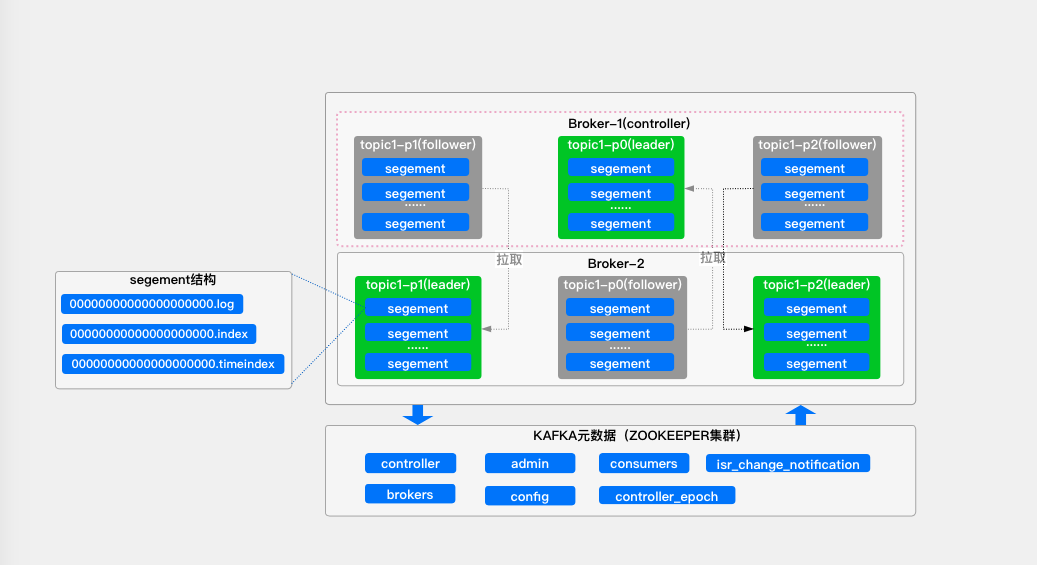 Broker-1(controller)
topic1-p1(follower)
segement
segement
......
segement
topic1-p0(leader)
segement
segement
......
segement
topic1-p2(follower)
segement
segement
......
segement
拉取
拉取
Broker-2
topic1-p1(leader)
segement
segement
......
segement
topic1-p0(follower)
segement
segement
......
segement
topic1-p2(leader)
segement
segement
......
segement
segement结构
00000000000000000000.log
00000000000000000000.index
00000000000000000000.timeindex
KAFKA元数据（ZOOKEEPER集群）
controller
admin
consumers
isr_change_notification
brokers
config
controller_epoch